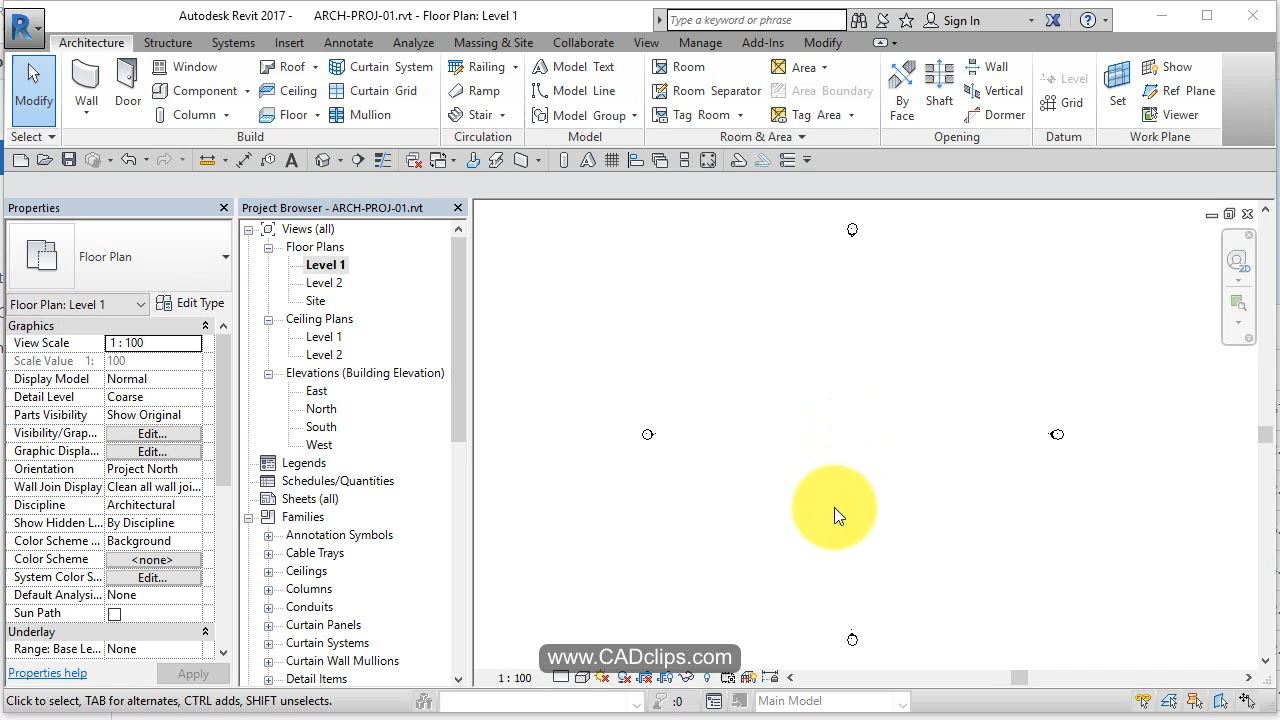 Autodesk Revit 2017 - ARCH-PROJ-01.rvt - Floor Plan: Level 1
Type a keyword or phrase
Sign In
Architecture Structure Systems Insert Annotate Analyze Massing & Site Collaborate View Manage Add-Ins Modify
Modify
Wall
Door
Window
Component
Column
Roof
Ceiling
Floor
Curtain System
Curtain Grid
Mullion
Railing
Ramp
Stair
Model Text
Model Line
Model Group
Room
Room Separator
Tag Room
Area
Area Boundary
Tag Area
By Face
Shaft
Wall
Vertical
Dormer
Level
Grid
Set
Show
Ref Plane
Viewer
Select Build Circulation Model Room & Area Opening Datum Work Plane
Properties
Floor Plan
Floor Plan: Level 1 Edit Type
Graphics
View Scale 1 : 100
Scale Value 1: 100
Display Model Normal
Detail Level Coarse
Parts Visibility Show Original
Visibility/Grap... Edit...
Graphic Displa... Edit...
Orientation Project North
Wall Join Display Clean all wall joi...
Discipline Architectural
Show Hidden L... By Discipline
Color Scheme ... Background
Color Scheme <none>
System Color S... Edit...
Default Analysi... None
Sun Path
Underlay
Range: Base Le... None
Properties help Apply
Project Browser - ARCH-PROJ-01.rvt
Views (all)
Floor Plans
Level 1
Level 2
Site
Ceiling Plans
Level 1
Level 2
Elevations (Building Elevation)
East
North
South
West
Legends
Schedules/Quantities
Sheets (all)
Families
Annotation Symbols
Cable Trays
Ceilings
Columns
Conduits
Curtain Panels
Curtain Systems
Curtain Wall Mullions
Detail Items
2D
www.CADclips.com
1 : 100
Click to select, TAB for alternates, CTRL adds, SHIFT unselects.
:0
Main Model